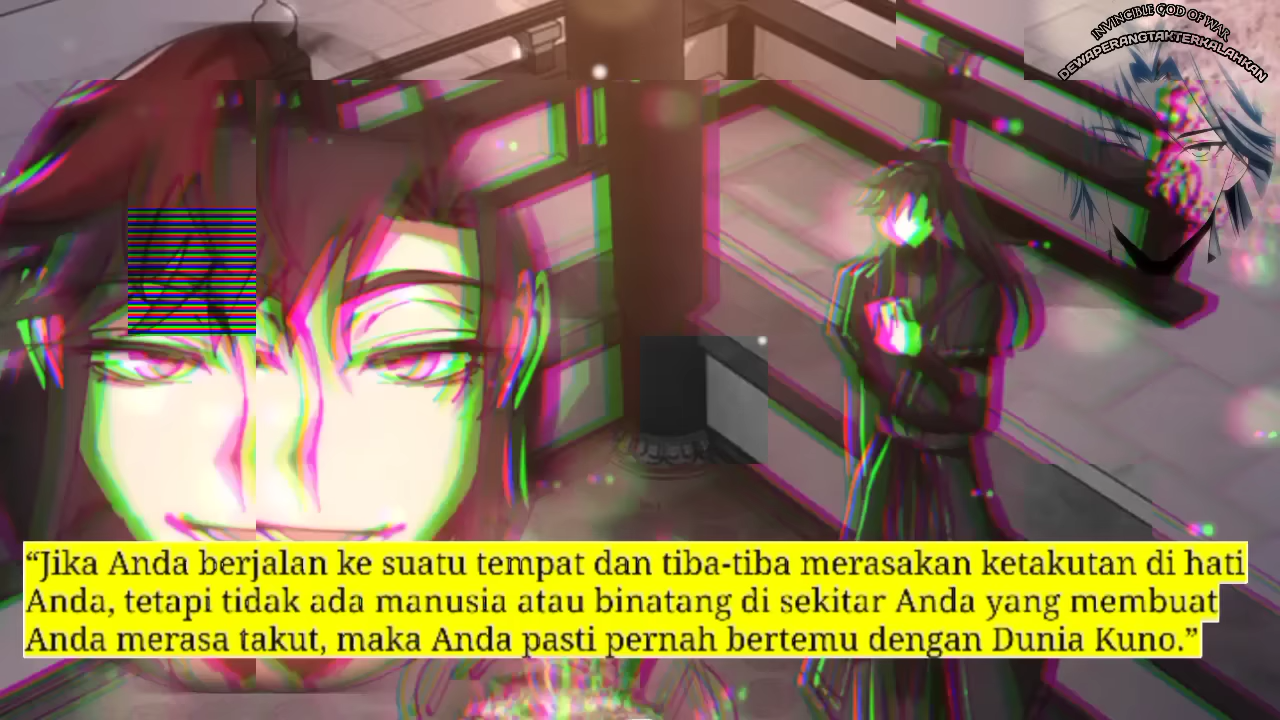 INVINCIBLE GOD OF WAR
DEWAPERANGTAKTERKALAHKAN
“Jika Anda berjalan ke suatu tempat dan tiba-tiba merasakan ketakutan di hati
Anda, tetapi tidak ada manusia atau binatang di sekitar Anda yang membuat
Anda merasa takut, maka Anda pasti pernah bertemu dengan Dunia Kuno.”